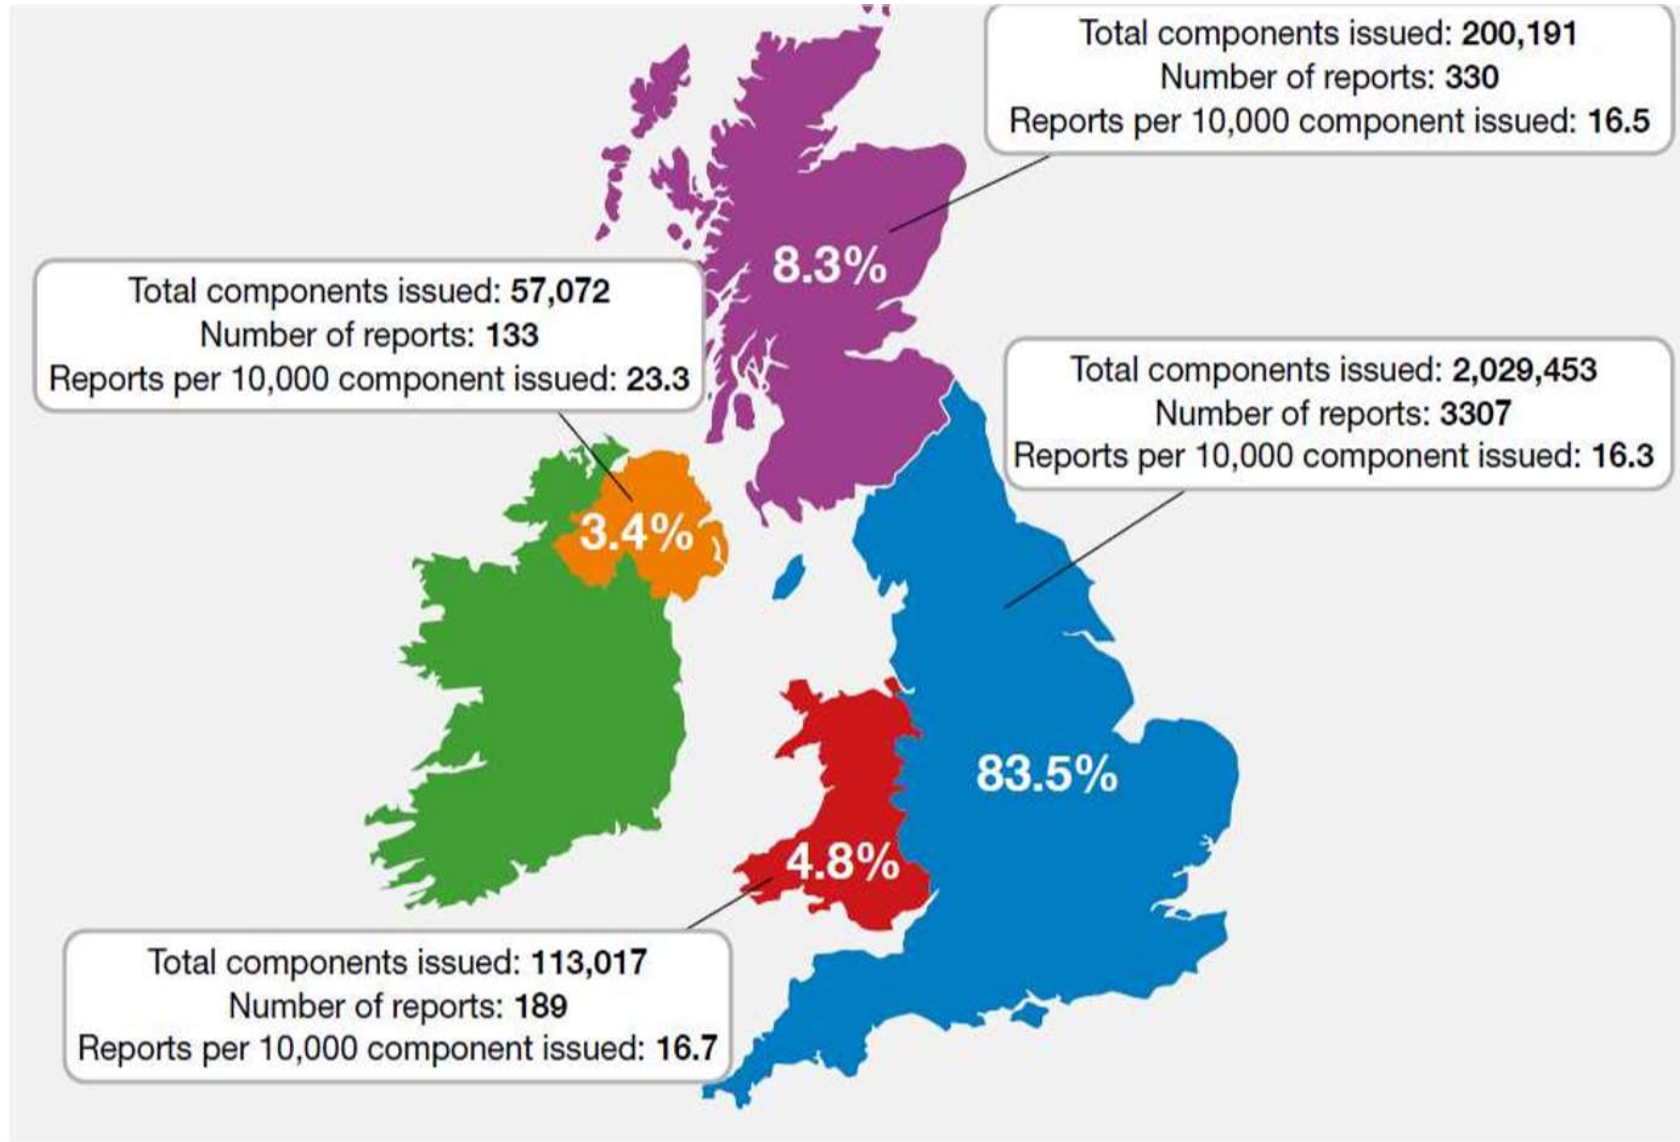 Total components issued: 200,191
Number of reports: 330
Reports per 10,000 component issued: 16.5
8.3%
Total components issued: 57,072
Number of reports: 133
Reports per 10,000 component issued: 23.3
Total components issued: 2,029,453
Number of reports: 3307
Reports per 10,000 component issued: 16.3
3.4%
83.5%
4.8%
Total components issued: 113,017
Number of reports: 189
Reports per 10,000 component issued: 16.7